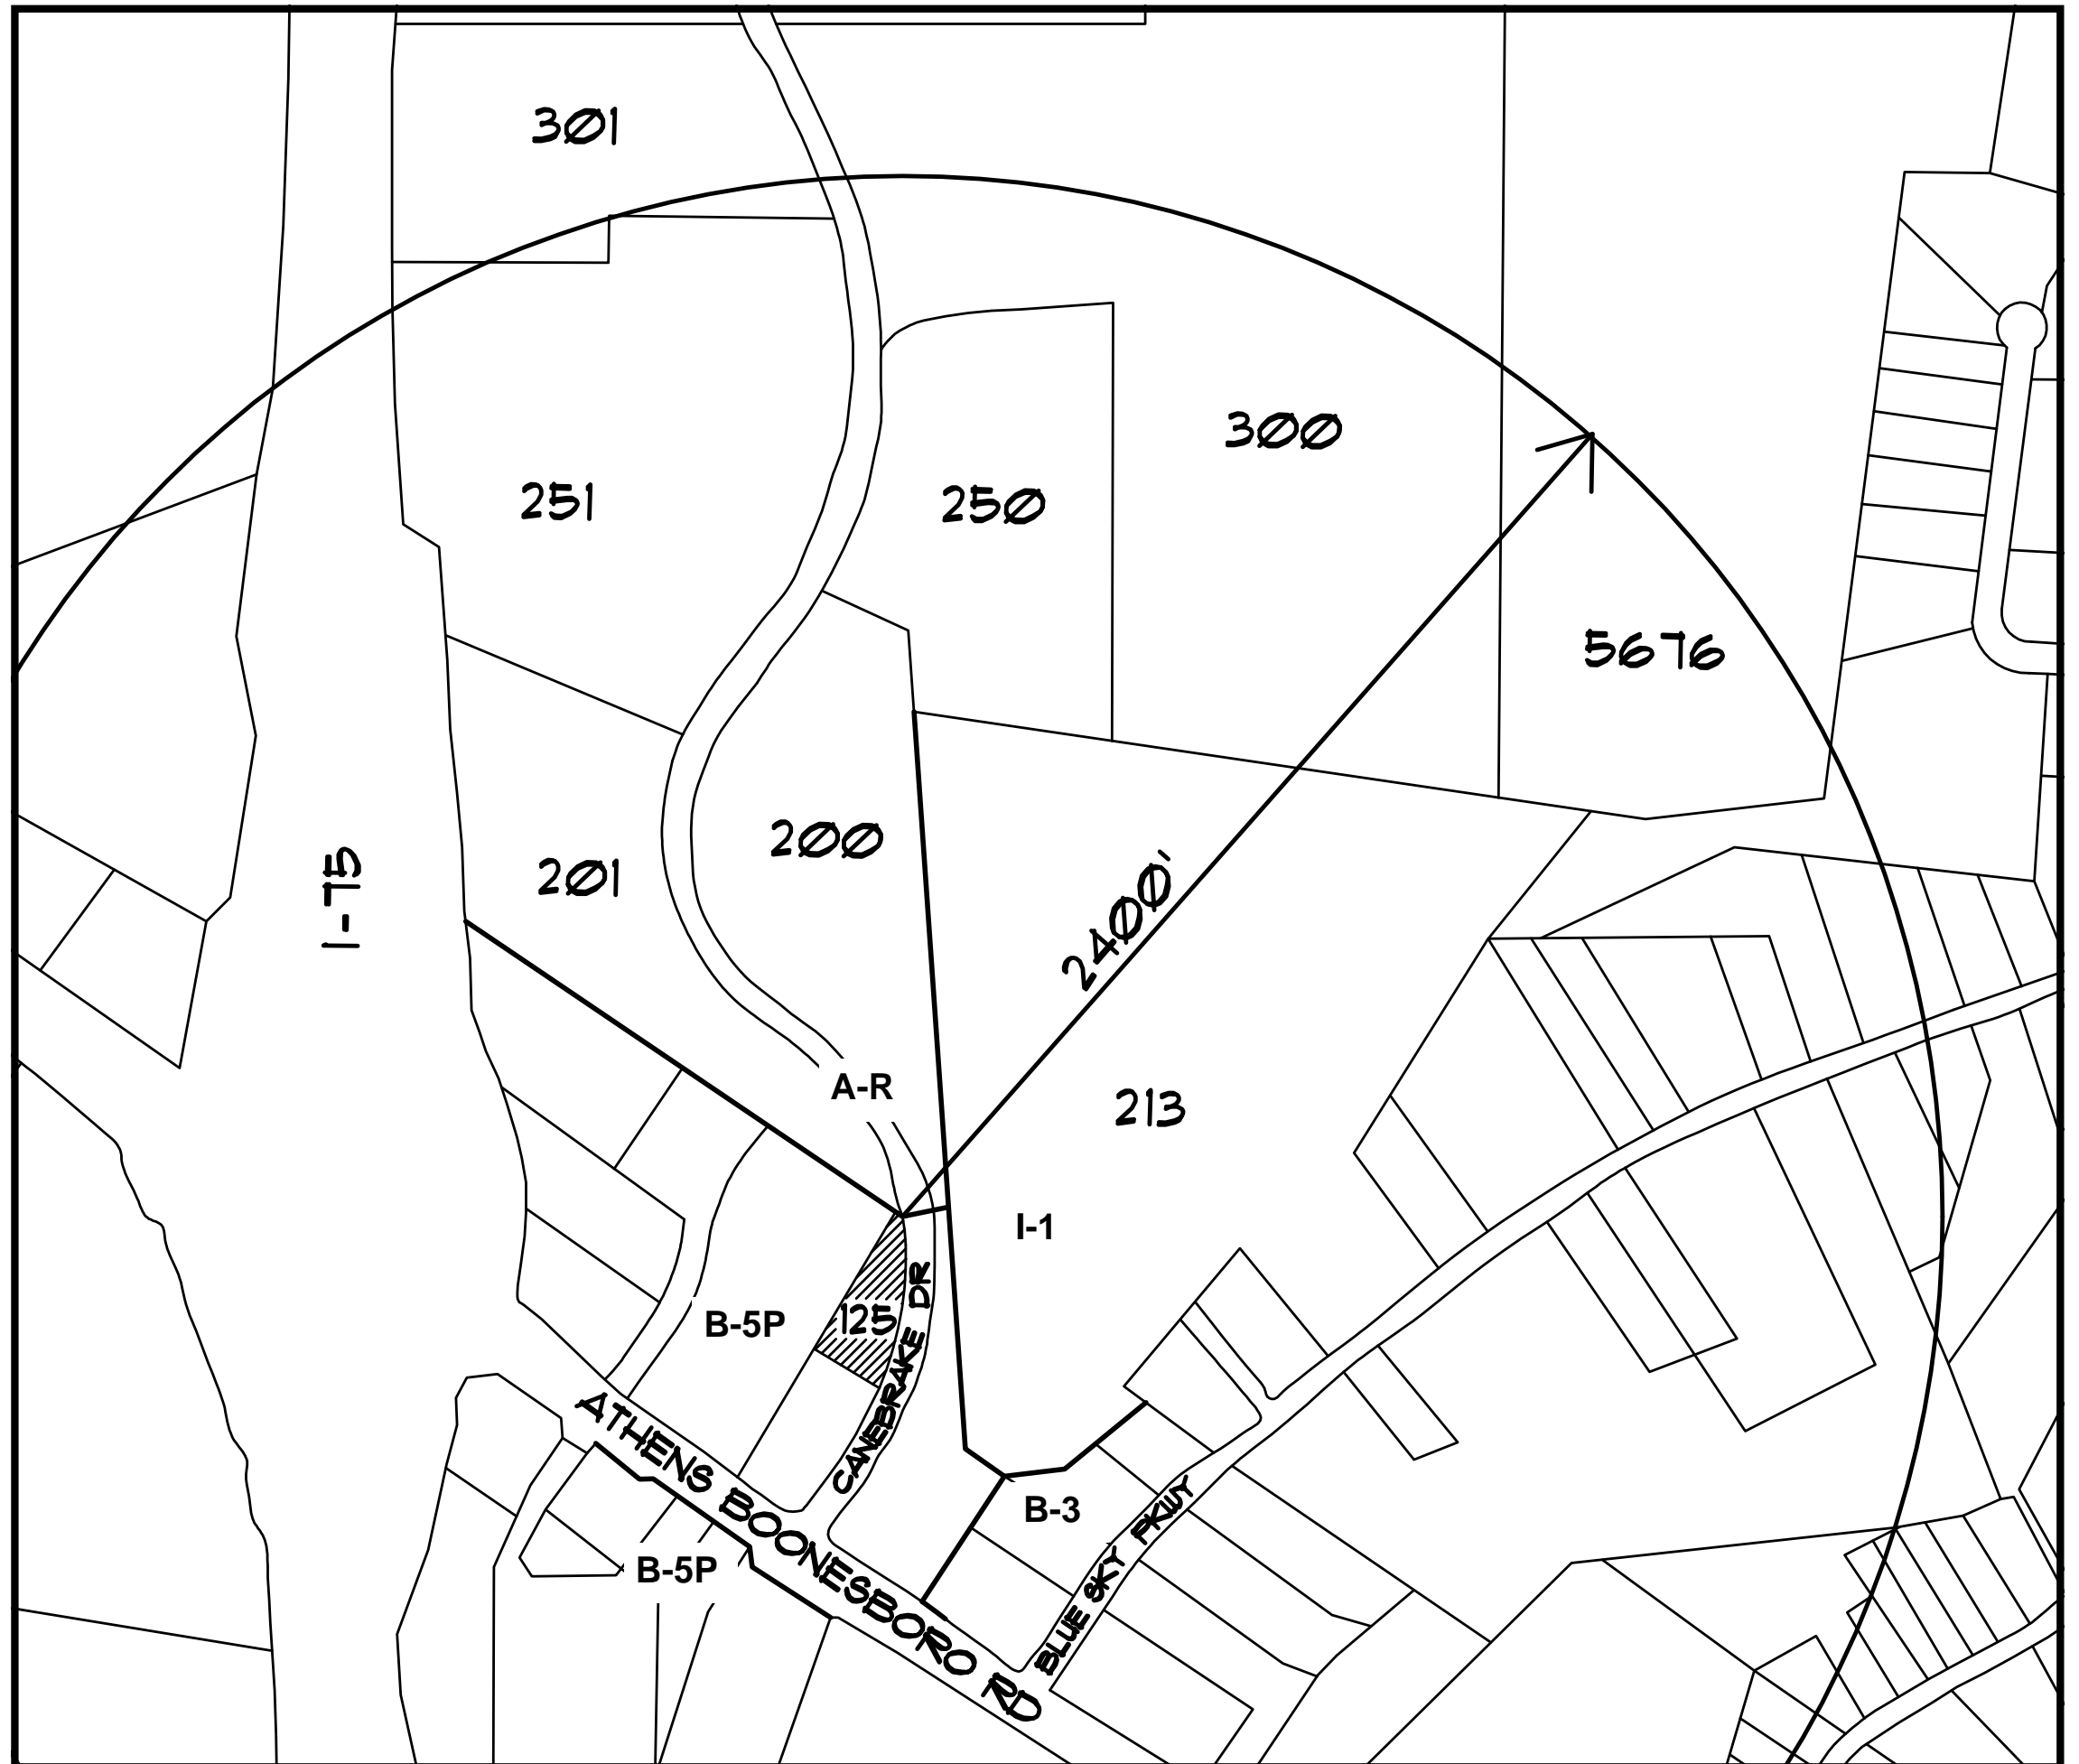 301
300
251
250
5676
200
201
I-75
2400'
A-R
213
I-1
125
B-5P
CANEBRAKE DR
ATHENS BOONESBORO RD
B-3
BLUE SKY PKWY
B-5P